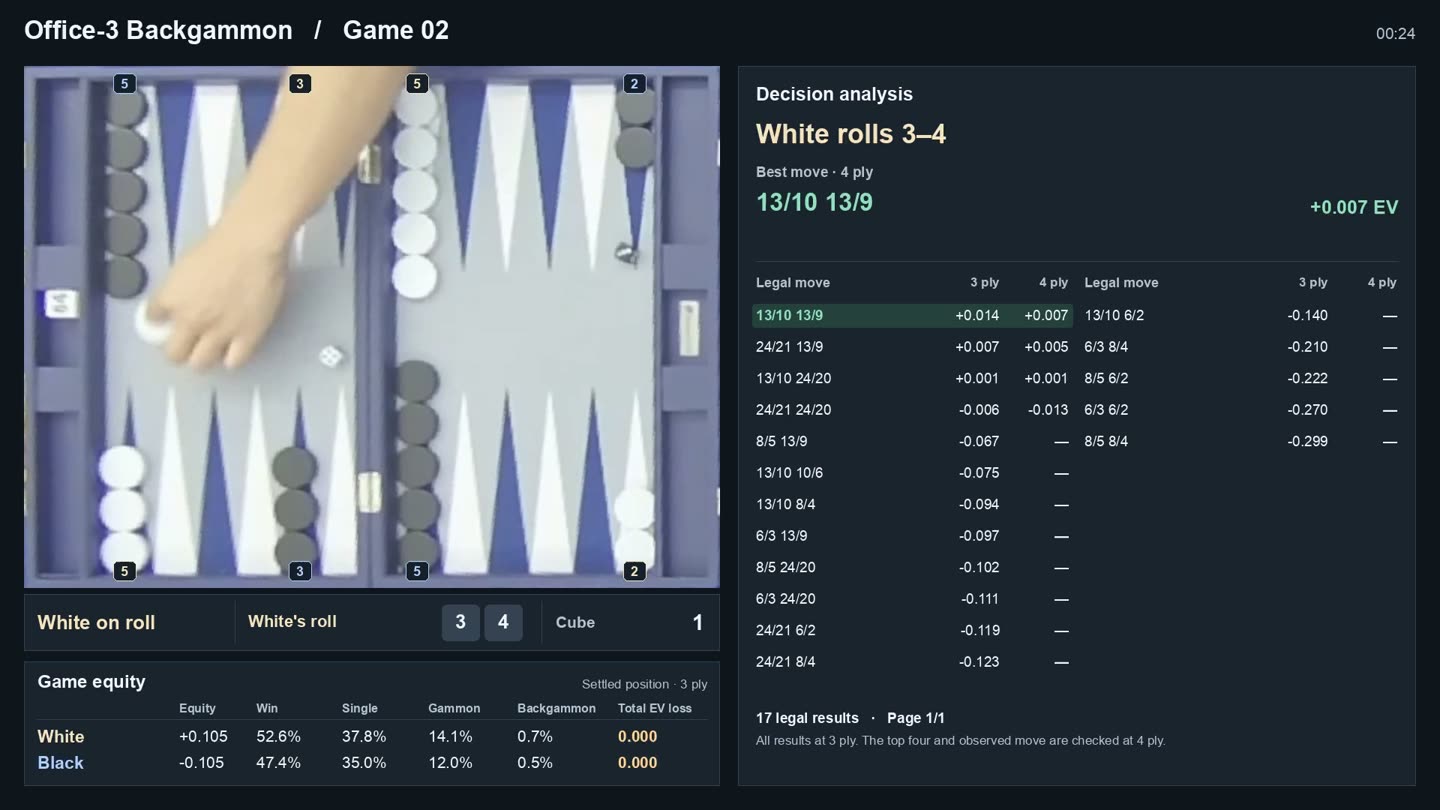 Office-3 Backgammon / Game 02
00:24
5 3 5 2
64
5 3 5 2
White on roll White's roll 3 4 Cube 1
Game equity Settled position · 3 ply
Equity Win Single Gammon Backgammon Total EV loss
White +0.105 52.6% 37.8% 14.1% 0.7% 0.000
Black -0.105 47.4% 35.0% 12.0% 0.5% 0.000
Decision analysis
White rolls 3–4
Best move · 4 ply
13/10 13/9 +0.007 EV
Legal move 3 ply 4 ply Legal move 3 ply 4 ply
13/10 13/9 +0.014 +0.007 13/10 6/2 -0.140 —
24/21 13/9 +0.007 +0.005 6/3 8/4 -0.210 —
13/10 24/20 +0.001 +0.001 8/5 6/2 -0.222 —
24/21 24/20 -0.006 -0.013 6/3 6/2 -0.270 —
8/5 13/9 -0.067 — 8/5 8/4 -0.299 —
13/10 10/6 -0.075 —
13/10 8/4 -0.094 —
6/3 13/9 -0.097 —
8/5 24/20 -0.102 —
6/3 24/20 -0.111 —
24/21 6/2 -0.119 —
24/21 8/4 -0.123 —
17 legal results · Page 1/1
All results at 3 ply. The top four and observed move are checked at 4 ply.